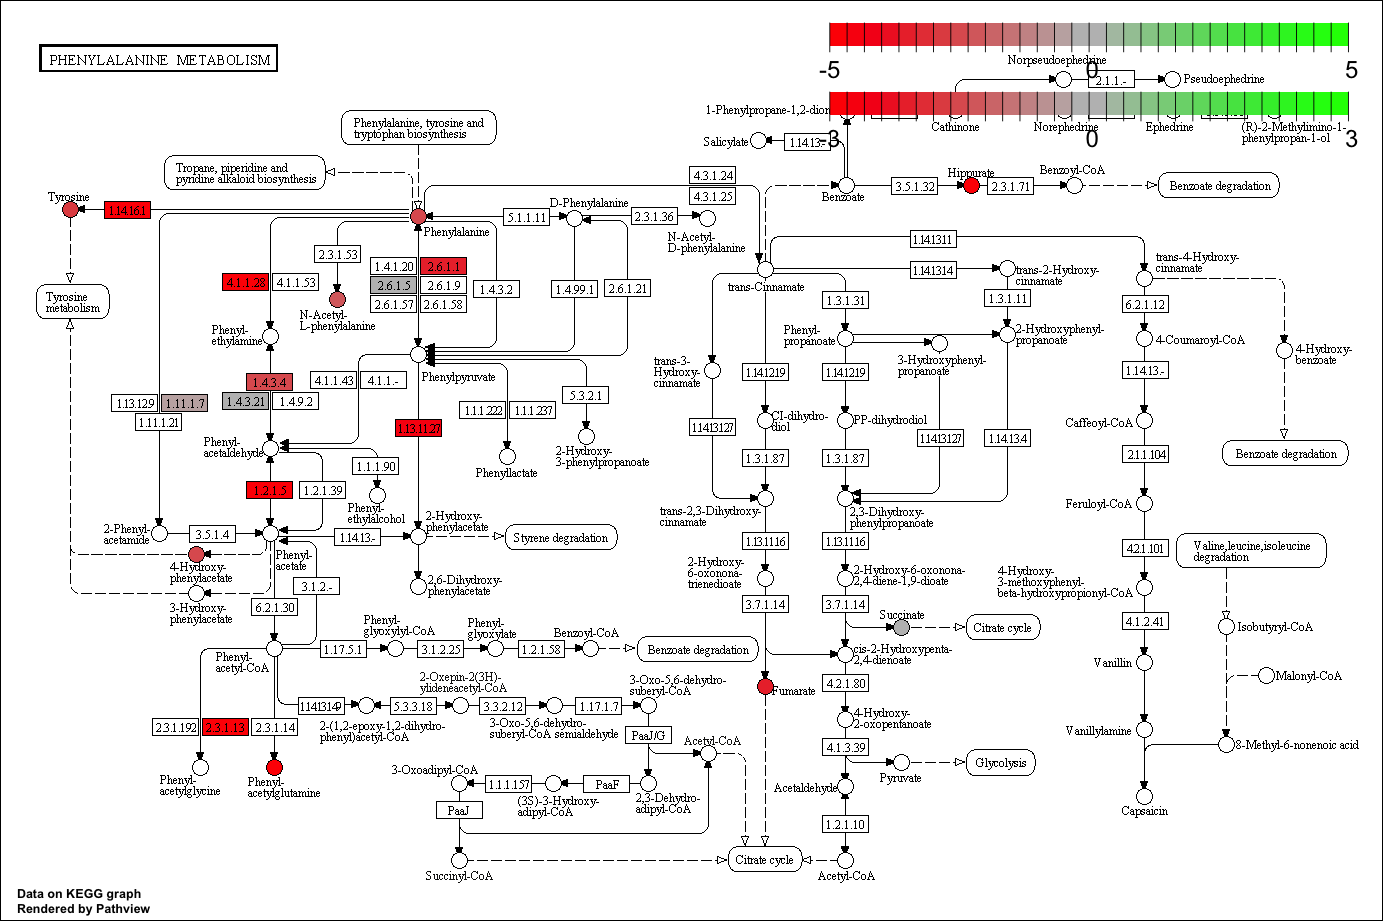 PHENYLALANINE METABOLISM
-5
0
5
-3
0
3
Norpseudoephedrine
2.1.1.-
Pseudoephedrine
1-Phenylpropane-1,2-dion
Cathinone
Norephedrine
Ephedrine
(R)-2-Methylimino-1-
phenylpropan-1-ol
Phenylalanine, tyrosine and
tryptophan biosynthesis
Salicylate
1.14.13.-
Tropane, piperidine and
pyridine alkaloid biosynthesis
4.3.1.24
4.3.1.25
Benzoate
3.5.1.32
Hippurate
2.3.1.71
Benzoyl-CoA
Benzoate degradation
Tyrosine
1.14.16.1
Phenylalanine
5.1.1.11
D-Phenylalanine
2.3.1.36
N-Acetyl-
D-phenylalanine
1.14.13.11
2.3.1.53
1.4.1.20
2.6.1.1
2.6.1.5
2.6.1.9
2.6.1.57
2.6.1.58
1.4.3.2
1.4.99.1
2.6.1.21
trans-Cinnamate
1.14.13.14
trans-2-Hydroxy-
cinnamate
trans-4-Hydroxy-
cinnamate
4.1.1.28
4.1.1.53
N-Acetyl-
L-phenylalanine
1.3.1.31
1.3.1.11
6.2.1.12
Tyrosine
metabolism
Phenyl-
ethylamine
Phenylpyruvate
Phenyl-
propanoate
3-Hydroxyphenyl-
propanoate
2-Hydroxyphenyl-
propanoate
4-Coumaroyl-CoA
4-Hydroxy-
benzoate
trans-3-
Hydroxy-
cinnamate
1.14.12.19
1.14.12.19
1.14.13.-
1.4.3.4
4.1.1.43
4.1.1.-
1.4.3.21
1.4.9.2
1.13.12.9
1.11.1.7
1.11.1.21
1.1.1.222
1.1.1.237
5.3.2.1
CI-dihydro-
diol
PP-dihydrodiol
Caffeoyl-CoA
1.13.11.27
1.14.13.127
1.14.13.127
1.14.13.4
Phenyl-
acetaldehyde
1.1.1.90
Phenyllactate
2-Hydroxy-
3-phenylpropanoate
1.3.1.87
1.3.1.87
2.1.1.104
Benzoate degradation
1.2.1.5
1.2.1.39
Phenyl-
ethylalcohol
trans-2,3-Dihydroxy-
cinnamate
2,3-Dihydroxy-
phenylpropanoate
Feruloyl-CoA
2-Phenyl-
acetamide
3.5.1.4
Phenyl-
acetate
1.14.13.-
2-Hydroxy-
phenylacetate
Styrene degradation
1.13.11.16
1.13.11.16
4.2.1.101
Valine,leucine,isoleucine
degradation
4-Hydroxy-
phenylacetate
3-Hydroxy-
phenylacetate
3.1.2.-
2,6-Dihydroxy-
phenylacetate
2-Hydroxy-
6-oxonona-
trienedioate
2-Hydroxy-6-oxonona-
2,4-diene-1,9-dioate
4-Hydroxy-
3-methoxyphenyl-
beta-hydroxypropionyl-CoA
6.2.1.30
3.7.1.14
3.7.1.14
4.1.2.41
Succinate
Citrate cycle
Isobutyryl-CoA
Phenyl-
acetyl-CoA
1.17.5.1
Phenyl-
glyoxylyl-CoA
3.1.2.25
Phenyl-
glyoxylate
1.2.1.58
Benzoyl-CoA
Benzoate degradation
cis-2-Hydroxypenta-
2,4-dienoate
Vanillin
Malonyl-CoA
Fumarate
4.2.1.80
1.14.13.149
2-(1,2-epoxy-1,2-dihydro-
phenyl)acetyl-CoA
5.3.3.18
2-Oxepin-2(3H)-
ylideneacetyl-CoA
3.3.2.12
3-Oxo-5,6-dehydro-
suberyl-CoA semialdehyde
1.17.1.7
3-Oxo-5,6-dehydro-
suberyl-CoA
2.3.1.192
2.3.1.13
2.3.1.14
PaaJ/G
Acetyl-CoA
4-Hydroxy-
2-oxopentanoate
4.1.3.39
Vanillylamine
8-Methyl-6-nonenoic acid
Phenyl-
acetylglycine
Phenyl-
acetylglutamine
3-Oxoadipyl-CoA
1.1.1.157
(3S)-3-Hydroxy-
adipyl-CoA
PaaF
2,3-Dehydro-
adipyl-CoA
Pyruvate
Glycolysis
Acetaldehyde
Capsaicin
PaaJ
1.2.1.10
Succinyl-CoA
Citrate cycle
Acetyl-CoA
Data on KEGG graph
Rendered by Pathview